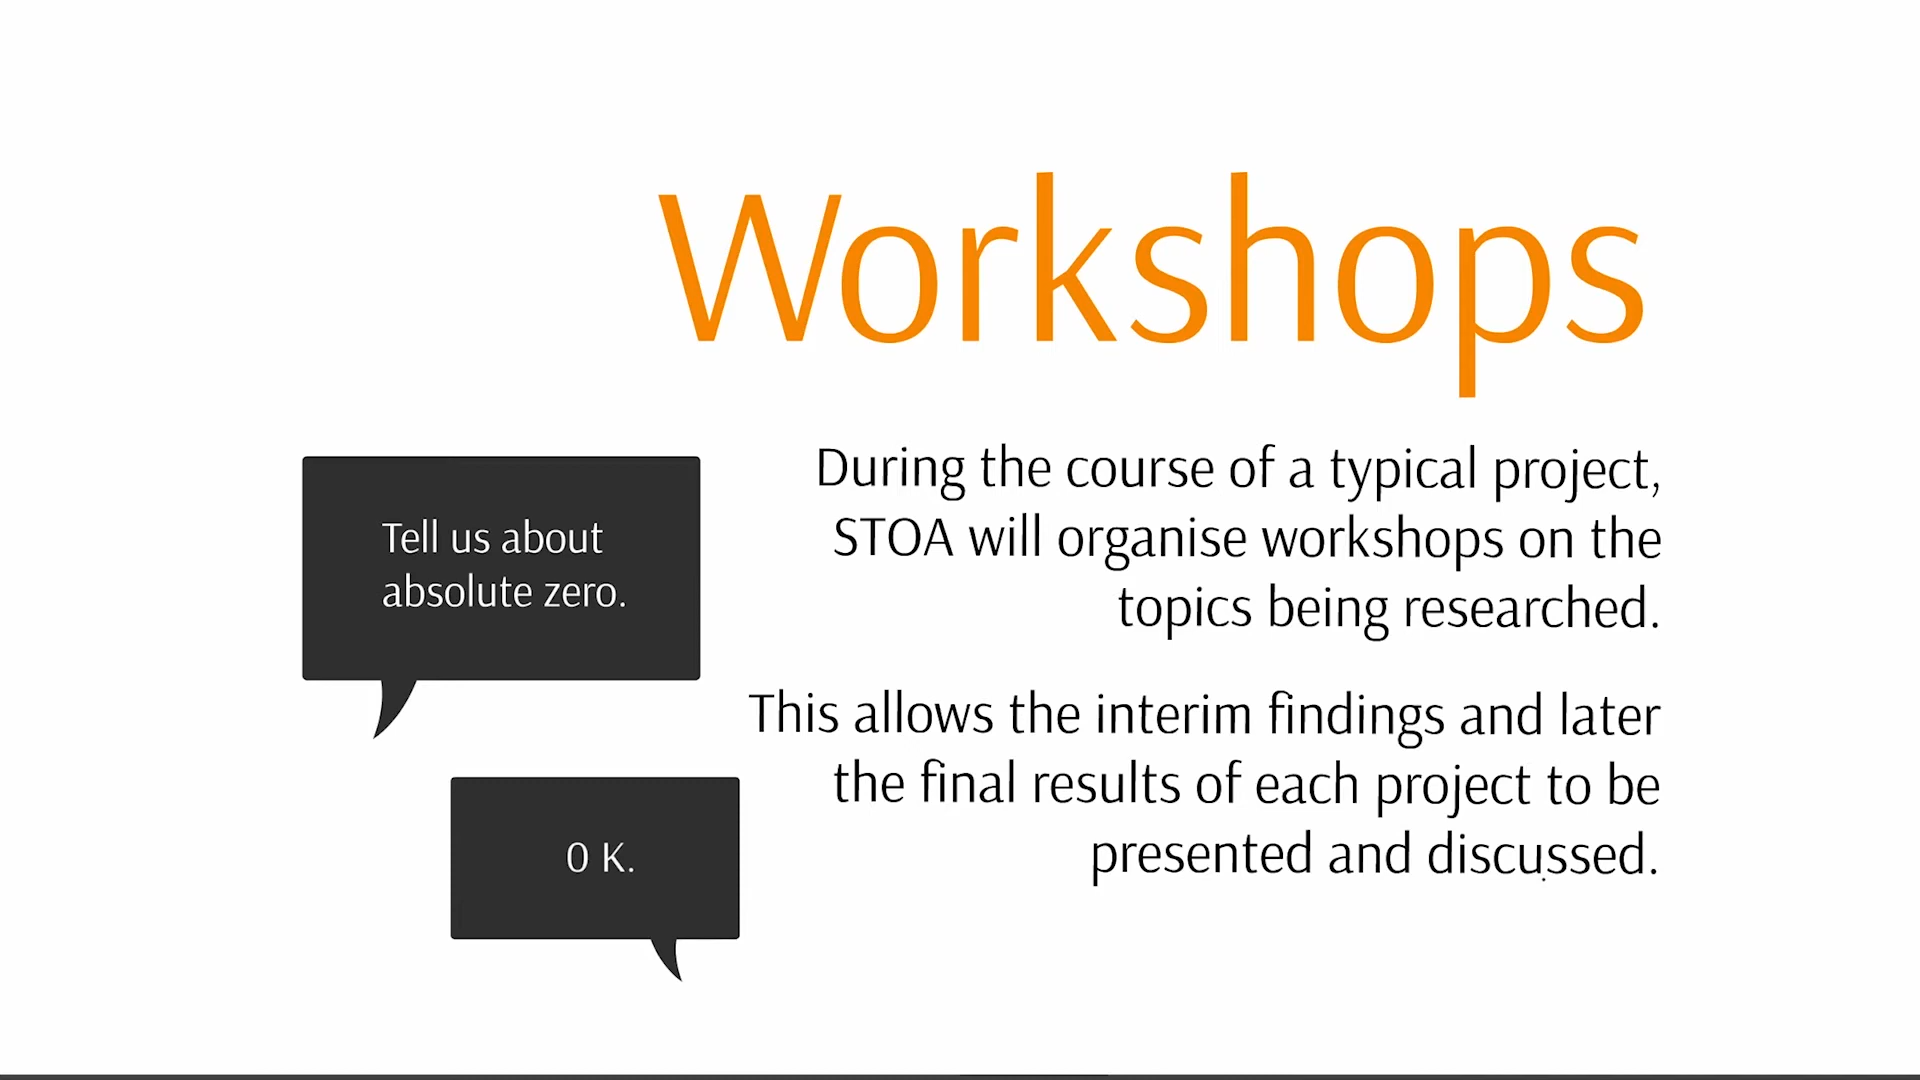 Workshops
During the course of a typical project,
STOA will organise workshops on the
topics being researched.
This allows the interim findings and later
the final results of each project to be
presented and discussed.
Tell us about
absolute zero.
0 K.